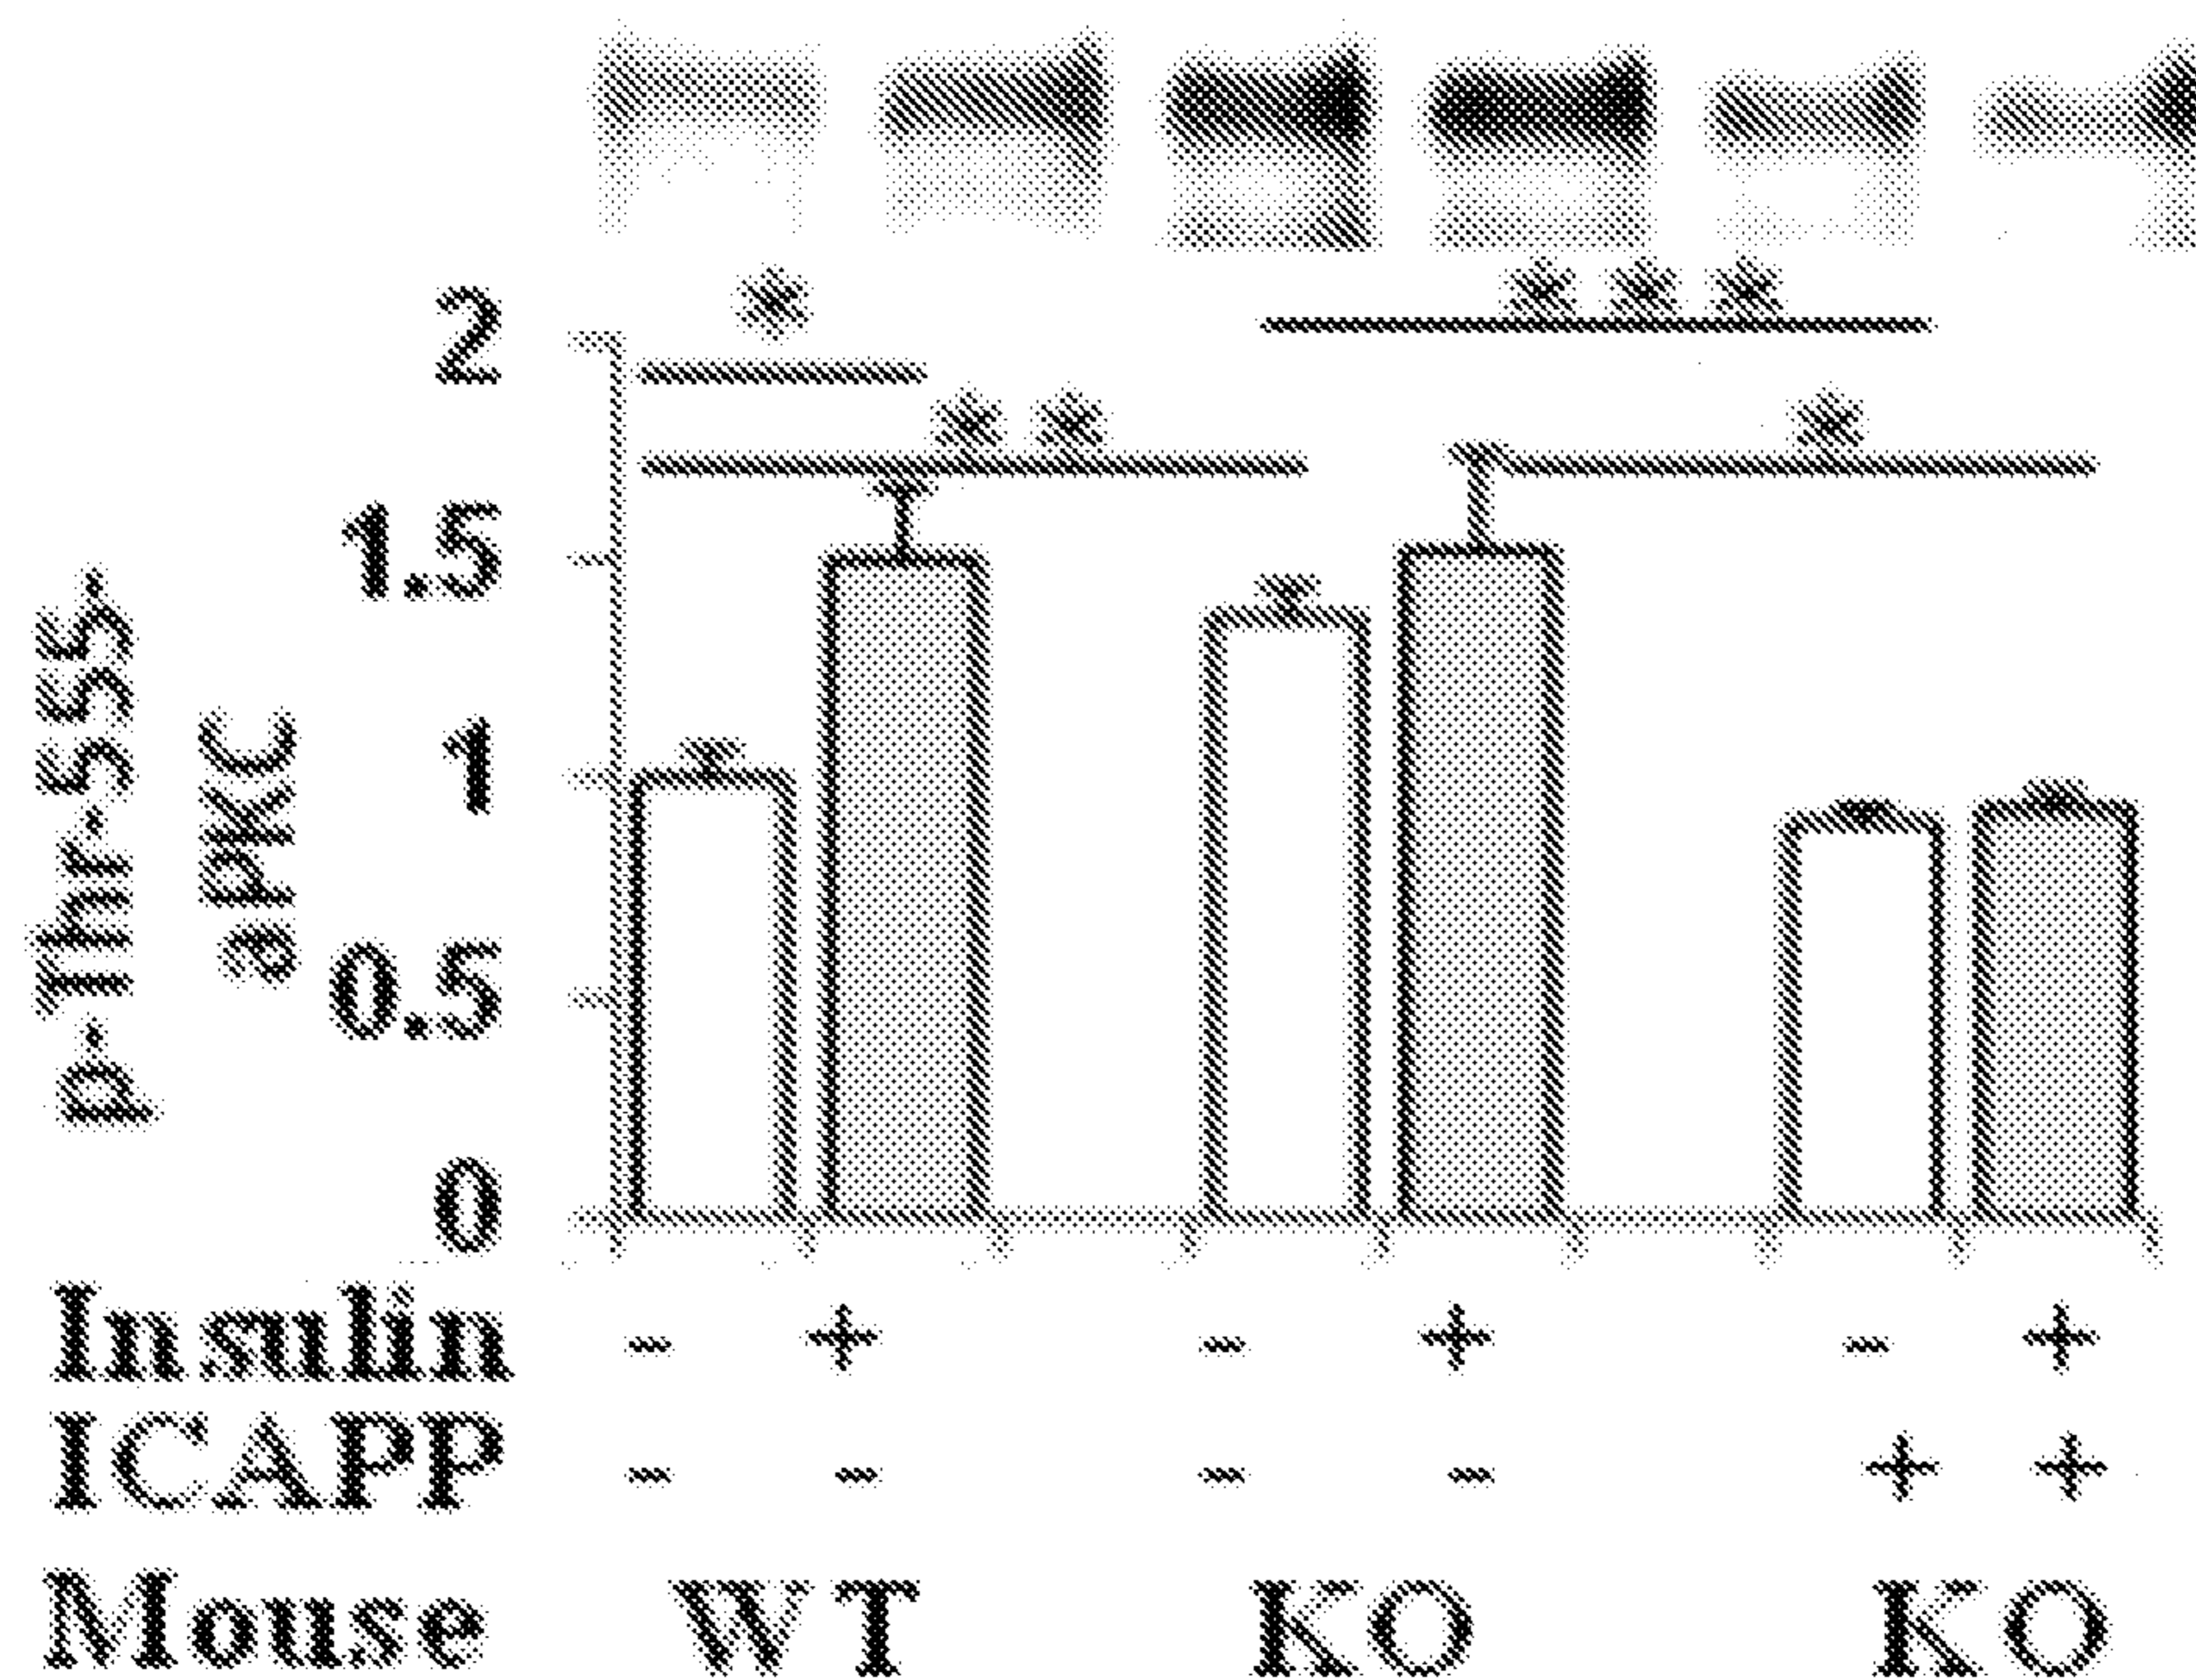 *
* * *
* *
*
2
1.5
1
0.5
0
p-Thr-555-
aPKC
Insulin - + - + - +
ICAPP - - - - + +
Mouse WT KO KO